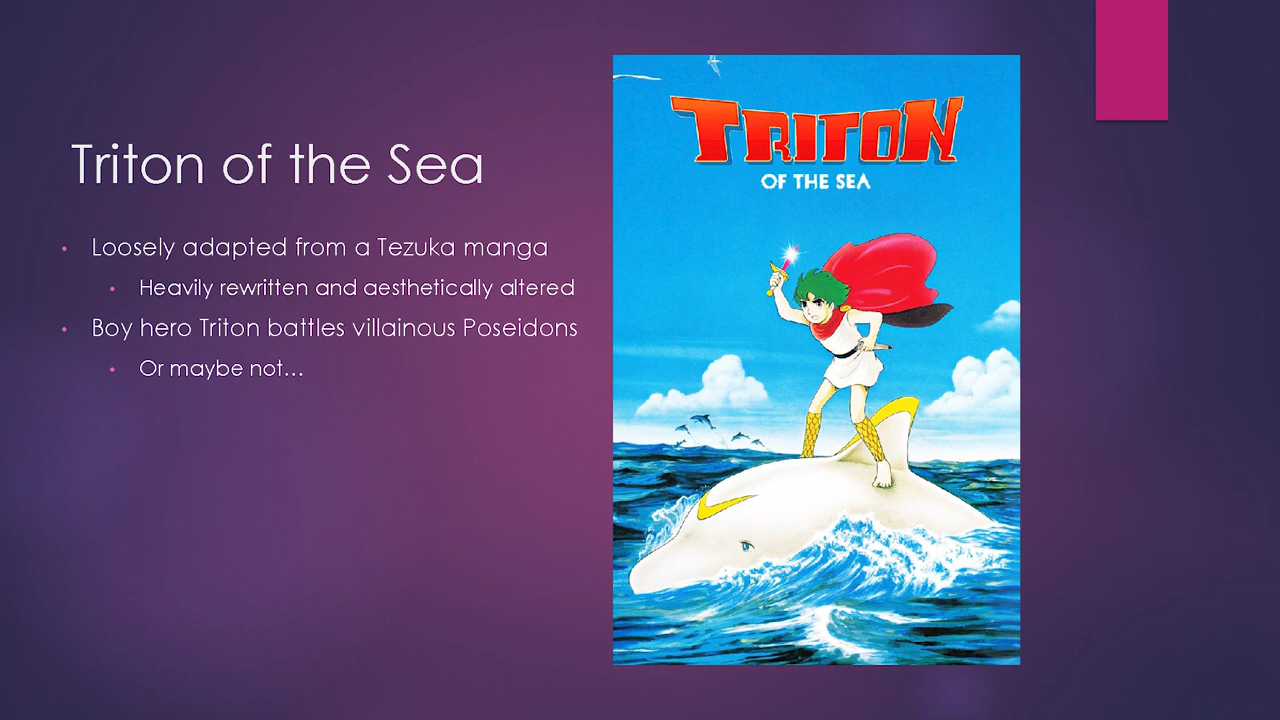 Triton of the Sea
• Loosely adapted from a Tezuka manga
• Heavily rewritten and aesthetically altered
• Boy hero Triton battles villainous Poseidons
• Or maybe not…
TRITON
OF THE SEA